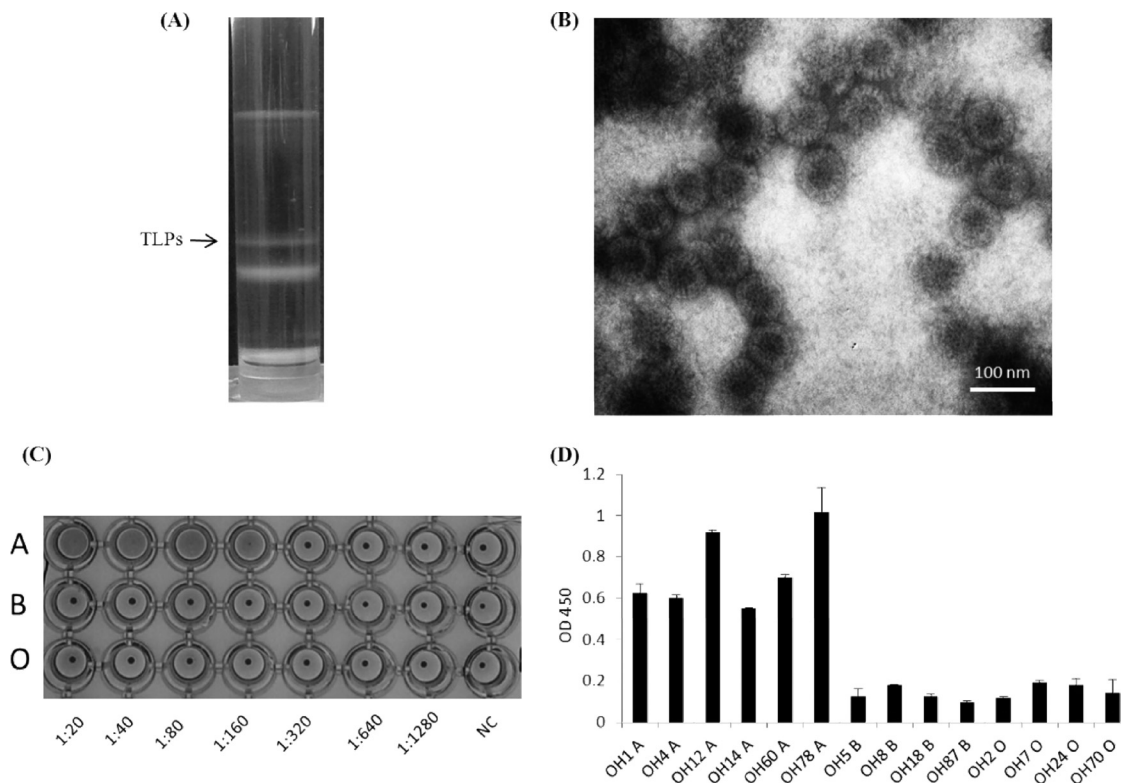 (A)
TLPs
(B)
100 nm
(C)
A
B
O
1:20 1:40 1:80 1:160 1:320 1:640 1:1280 NC
(D)
OD 450
1.2
1
0.8
0.6
0.4
0.2
0
OH1 A OH4 A OH12 A OH14 A OH60 A OH78 A OH5 B OH8 B OH18 B OH87 B OH2 O OH7 O OH24 O OH70 O